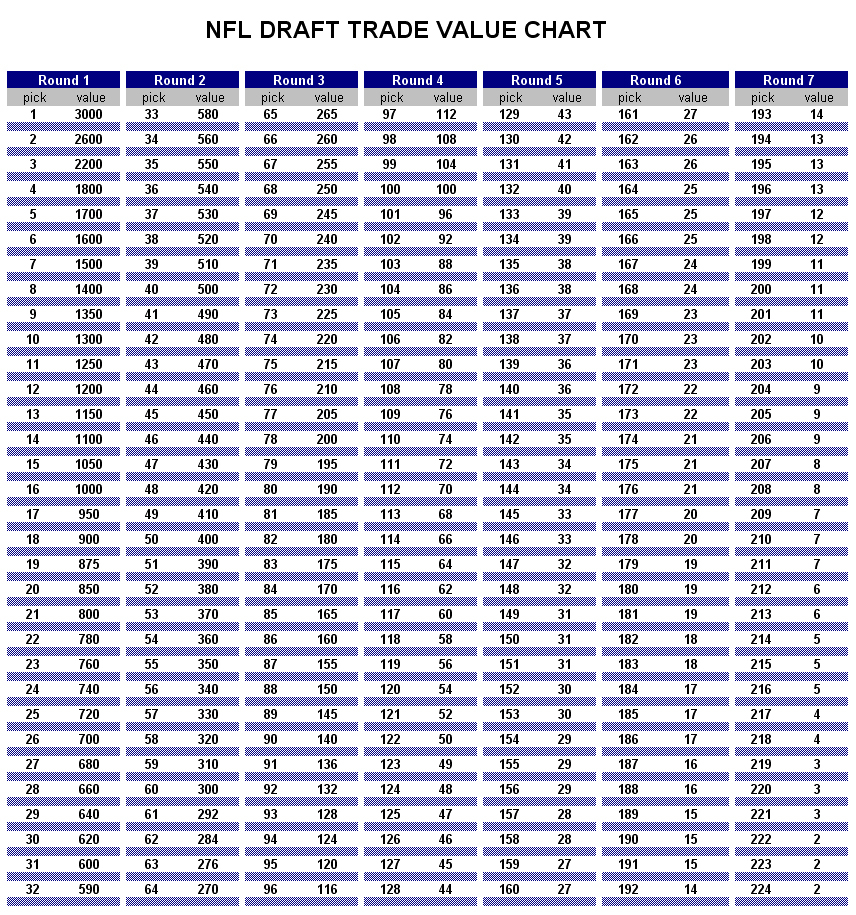 NFL DRAFT TRADE VALUE CHART
Round 1 Round 2 Round 3 Round 4 Round 5 Round 6 Round 7
pick value pick value pick value pick value pick value pick value pick value
1 3000 33 580 65 265 97 112 129 43 161 27 193 14
2 2600 34 560 66 260 98 108 130 42 162 26 194 13
3 2200 35 550 67 255 99 104 131 41 163 26 195 13
4 1800 36 540 68 250 100 100 132 40 164 25 196 13
5 1700 37 530 69 245 101 96 133 39 165 25 197 12
6 1600 38 520 70 240 102 92 134 39 166 25 198 12
7 1500 39 510 71 235 103 88 135 38 167 24 199 11
8 1400 40 500 72 230 104 86 136 38 168 24 200 11
9 1350 41 490 73 225 105 84 137 37 169 23 201 11
10 1300 42 480 74 220 106 82 138 37 170 23 202 10
11 1250 43 470 75 215 107 80 139 36 171 23 203 10
12 1200 44 460 76 210 108 78 140 36 172 22 204 9
13 1150 45 450 77 205 109 76 141 35 173 22 205 9
14 1100 46 440 78 200 110 74 142 35 174 21 206 9
15 1050 47 430 79 195 111 72 143 34 175 21 207 8
16 1000 48 420 80 190 112 70 144 34 176 21 208 8
17 950 49 410 81 185 113 68 145 33 177 20 209 7
18 900 50 400 82 180 114 66 146 33 178 20 210 7
19 875 51 390 83 175 115 64 147 32 179 19 211 7
20 850 52 380 84 170 116 62 148 32 180 19 212 6
21 800 53 370 85 165 117 60 149 31 181 19 213 6
22 780 54 360 86 160 118 58 150 31 182 18 214 5
23 760 55 350 87 155 119 56 151 31 183 18 215 5
24 740 56 340 88 150 120 54 152 30 184 17 216 5
25 720 57 330 89 145 121 52 153 30 185 17 217 4
26 700 58 320 90 140 122 50 154 29 186 17 218 4
27 680 59 310 91 136 123 49 155 29 187 16 219 3
28 660 60 300 92 132 124 48 156 29 188 16 220 3
29 640 61 292 93 128 125 47 157 28 189 15 221 3
30 620 62 284 94 124 126 46 158 28 190 15 222 2
31 600 63 276 95 120 127 45 159 27 191 15 223 2
32 590 64 270 96 116 128 44 160 27 192 14 224 2